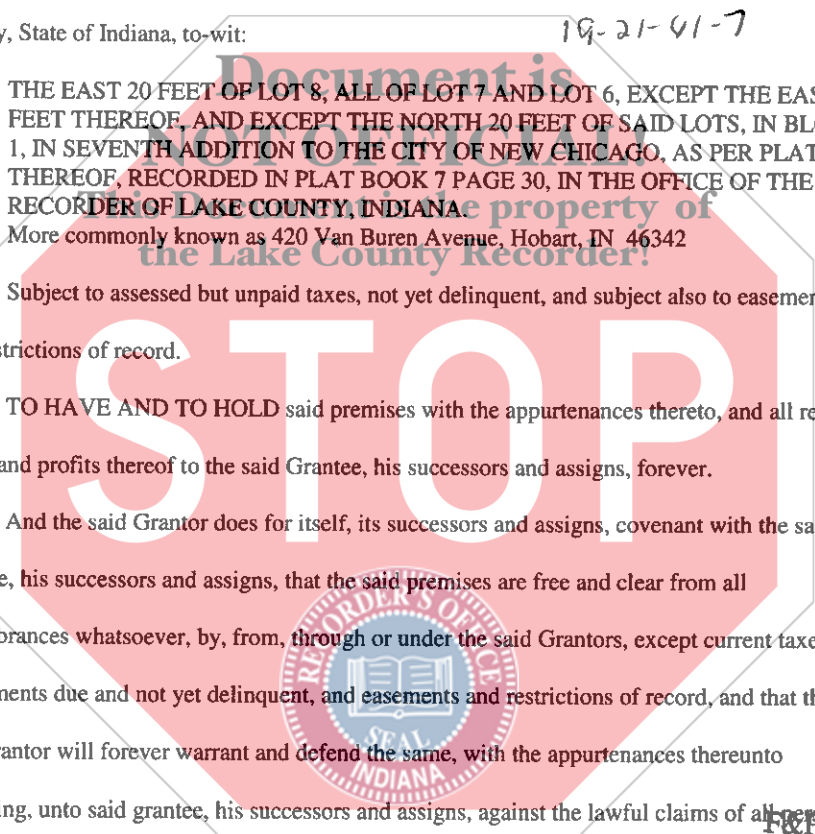 y, State of Indiana, to-wit:
19-21-41-7
Document is
THE EAST 20 FEET OF LOT 8, ALL OF LOT 7 AND LOT 6, EXCEPT THE EAS
FEET THEREOF, AND EXCEPT THE NORTH 20 FEET OF SAID LOTS, IN BL
NOT OFFICIAL!
1, IN SEVENTH ADDITION TO THE CITY OF NEW CHICAGO, AS PER PLAT
THEREOF, RECORDED IN PLAT BOOK 7 PAGE 30, IN THE OFFICE OF THE
This Document is the property of
RECORDER OF LAKE COUNTY, INDIANA.
More commonly known as 420 Van Buren Avenue, Hobart, IN 46342
the Lake County Recorder!
Subject to assessed but unpaid taxes, not yet delinquent, and subject also to easemen
strictions of record.
STOP
TO HAVE AND TO HOLD said premises with the appurtenances thereto, and all re
and profits thereof to the said Grantee, his successors and assigns, forever.
And the said Grantor does for itself, its successors and assigns, covenant with the sa
e, his successors and assigns, that the said premises are free and clear from all
brances whatsoever, by, from, through or under the said Grantors, except current taxe
ments due and not yet delinquent, and easements and restrictions of record, and that th
rantor will forever warrant and defend the same, with the appurtenances thereunto
ing, unto said grantee, his successors and assigns, against the lawful claims of all
RECORDER'S OFFICE
SEAL
INDIANA